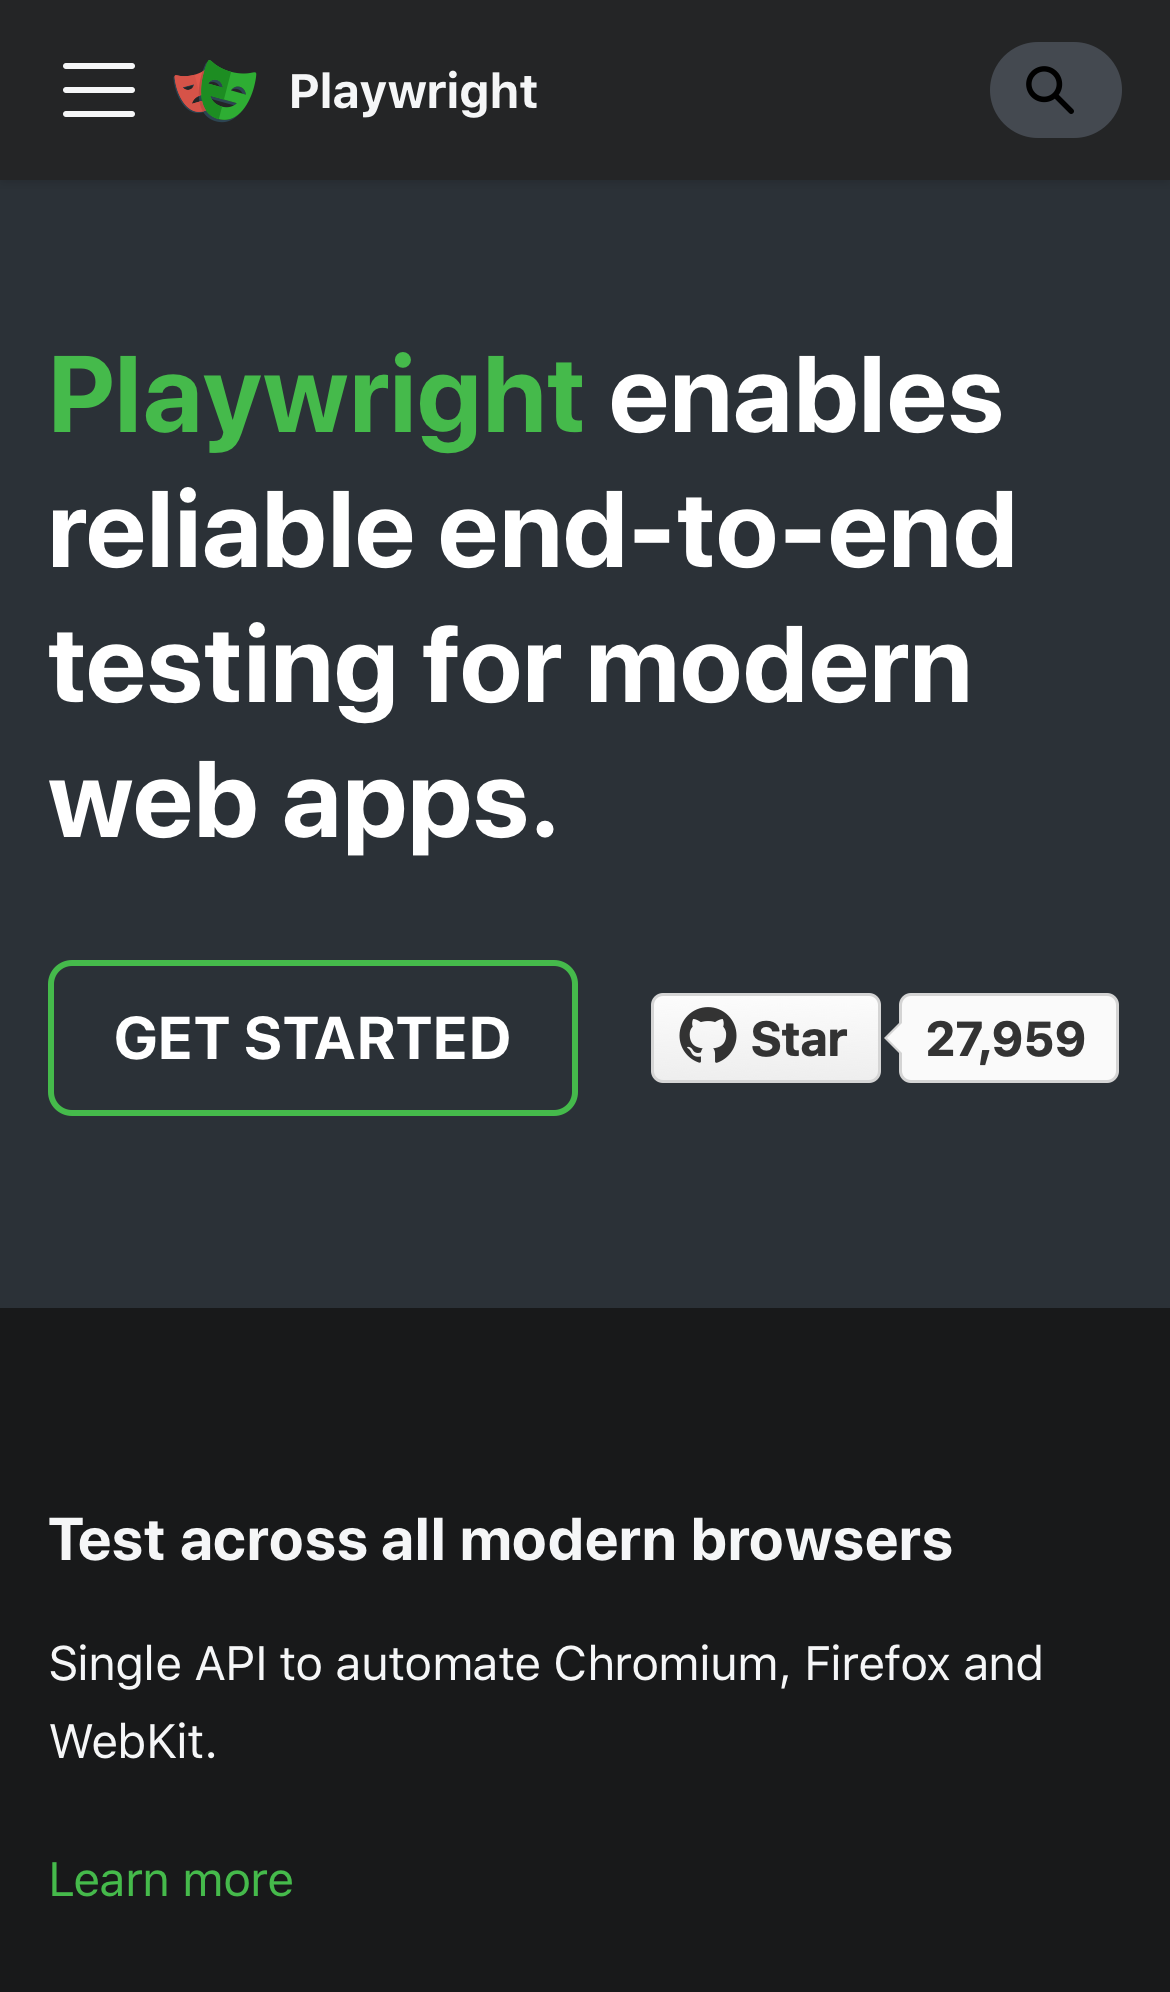 Playwright
Playwright enables
reliable end-to-end
testing for modern
web apps.
GET STARTED
Star
27,959
Test across all modern browsers
Single API to automate Chromium, Firefox and
WebKit.
Learn more